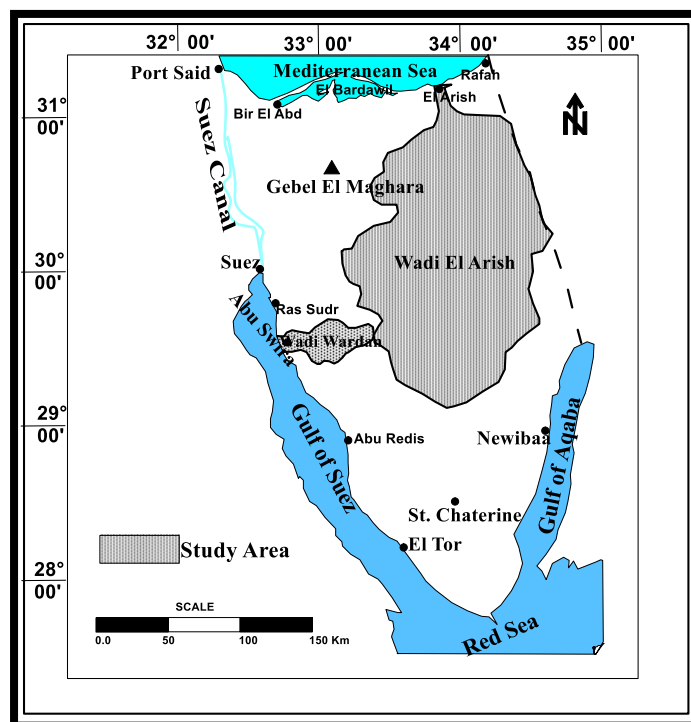 32° 00'
33° 00'
34° 00'
35° 00'
Port Said
Mediterranean Sea
Rafah
El Bardawil
El Arish
Bir El Abd
31°
00'
N
Suez Canal
Gebel El Maghara
Wadi El Arish
Suez
30°
00'
Ras Sudr
Abu Swira
Wadi Wardan
29°
00'
Gulf of Suez
Abu Redis
Newibaa
Gulf of Aqaba
St. Chaterine
El Tor
Study Area
28°
00'
SCALE
0.0 50 100 150 Km
Red Sea